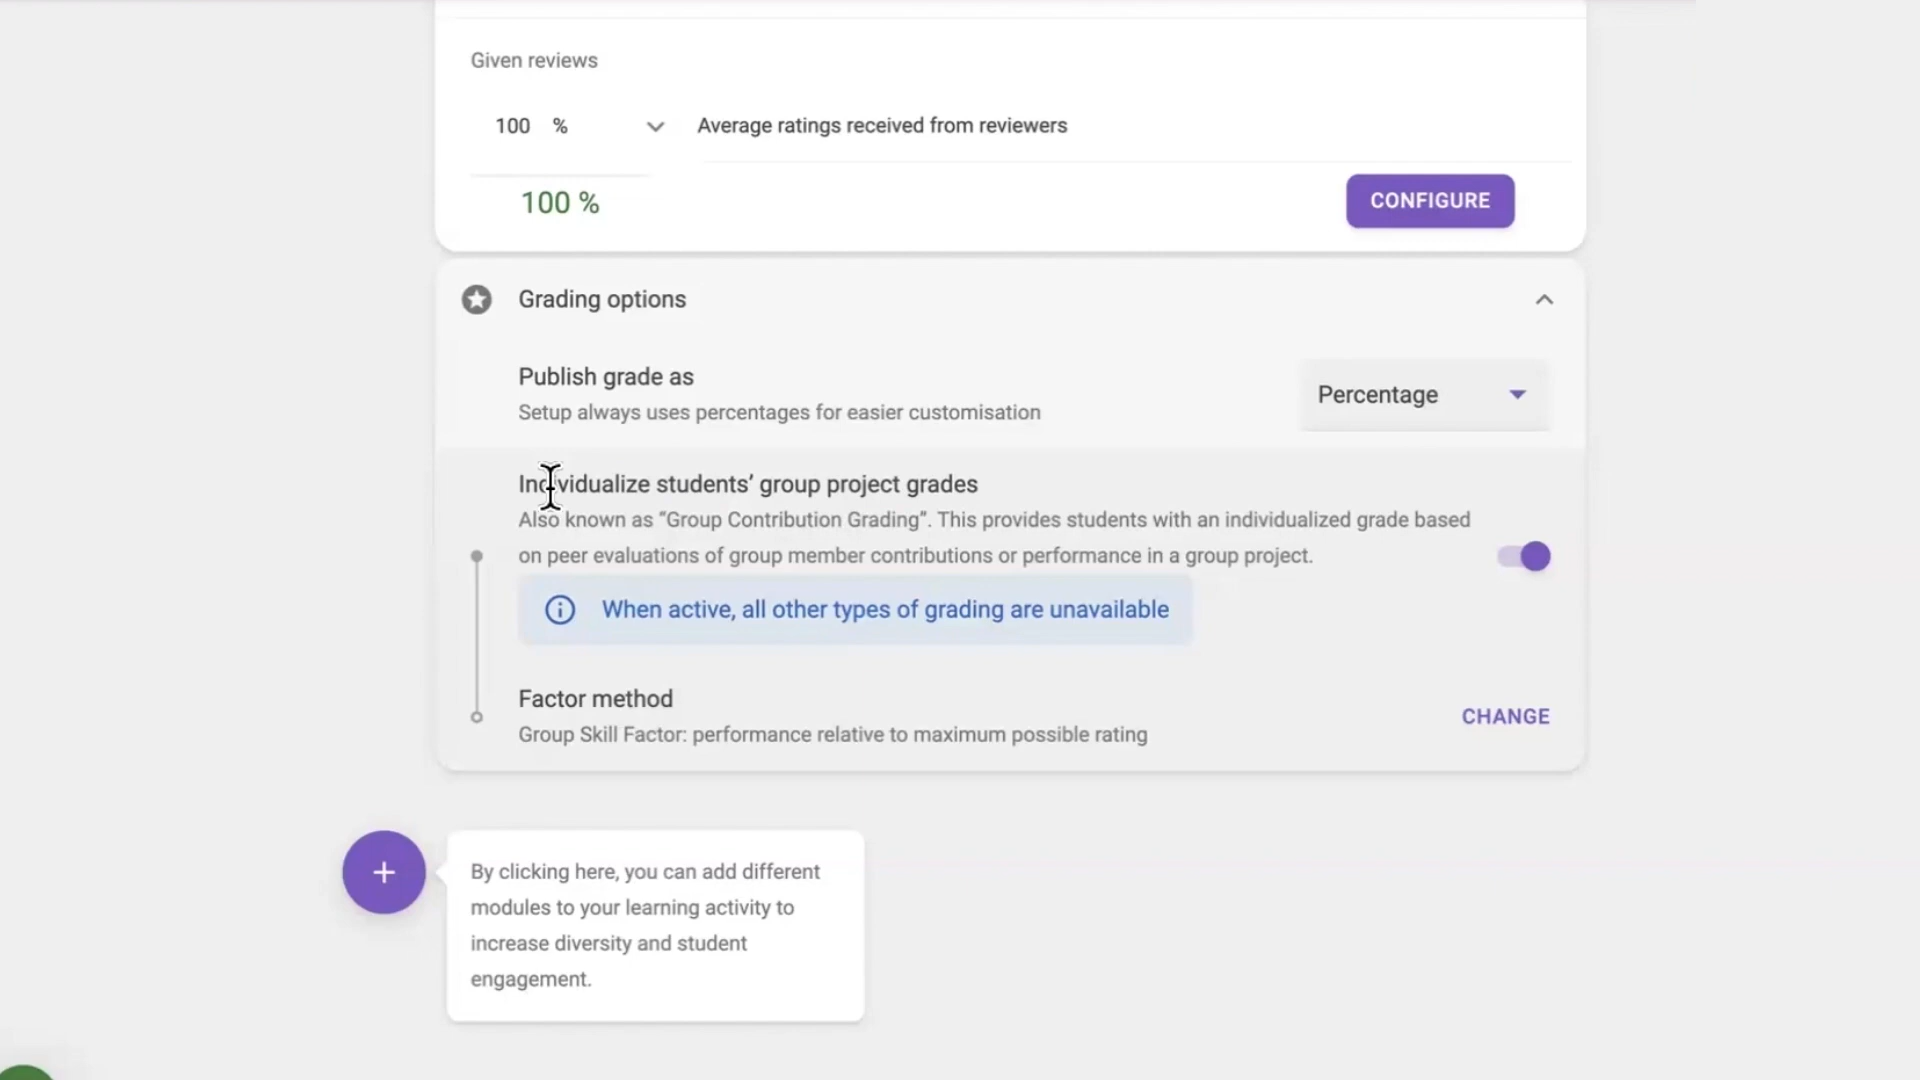 Given reviews
100 % Average ratings received from reviewers
100 % CONFIGURE
Grading options
Publish grade as
Setup always uses percentages for easier customisation
Percentage
Individualize students’ group project grades
Also known as “Group Contribution Grading”. This provides students with an individualized grade based
on peer evaluations of group member contributions or performance in a group project.
When active, all other types of grading are unavailable
Factor method
Group Skill Factor: performance relative to maximum possible rating
CHANGE
+
By clicking here, you can add different
modules to your learning activity to
increase diversity and student
engagement.